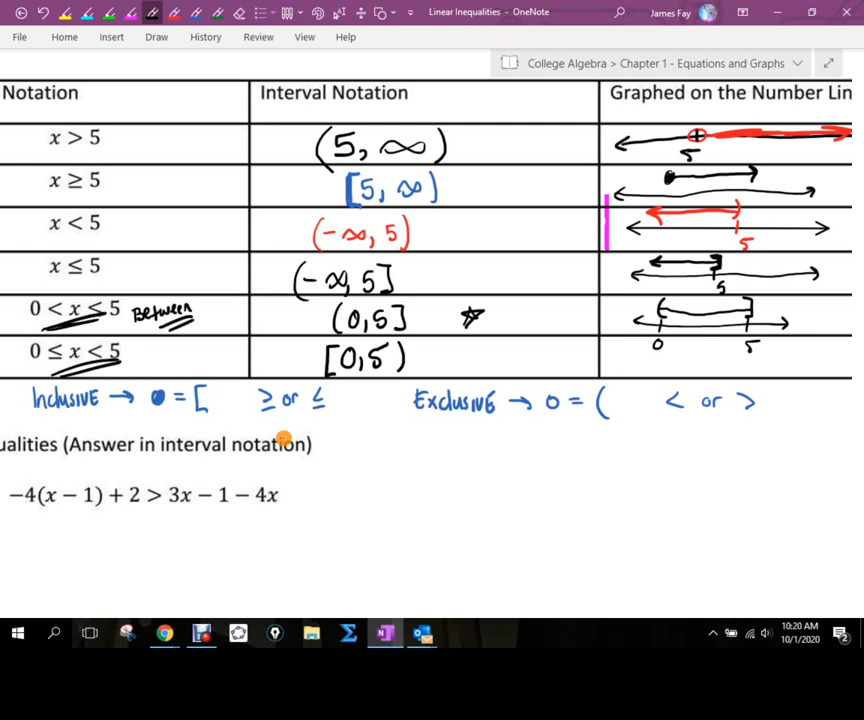 Linear Inequalities - OneNote
James Fay
File Home Insert Draw History Review View Help
College Algebra > Chapter 1 - Equations and Graphs
Notation Interval Notation Graphed on the Number Lin
x > 5 (5, ∞) 5
x ≥ 5 [5, ∞)
x < 5 (-∞, 5) 5
x ≤ 5 (-∞, 5] 5
0 < x ≤ 5 Between (0,5] 0 5
0 ≤ x < 5 [0,5)
Inclusive → ● = [ ≥ or ≤ Exclusive → o = ( < or >
ualities (Answer in interval notation)
−4(x − 1) + 2 > 3x − 1 − 4x
10:20 AM
10/1/2020
2